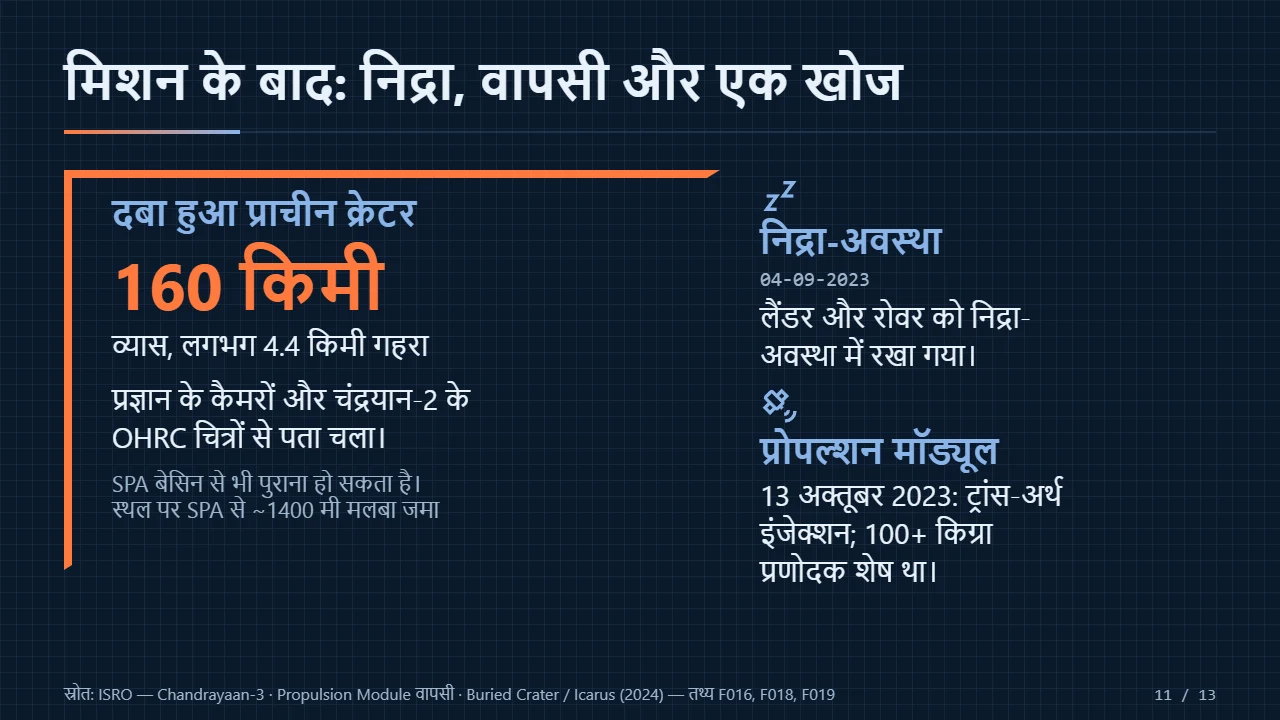 मिशन के बाद: निद्रा, वापसी और एक खोज
दबा हुआ प्राचीन क्रेटर
160 किमी
व्यास, लगभग 4.4 किमी गहरा
प्रज्ञान के कैमरों और चंद्रयान-2 के
OHRC चित्रों से पता चला।
SPA बेसिन से भी पुराना हो सकता है।
स्थल पर SPA से ~1400 मी मलबा जमा
zz
निद्रा-अवस्था
04-09-2023
लैंडर और रोवर को निद्रा-
अवस्था में रखा गया।
प्रोपल्शन मॉड्यूल
13 अक्तूबर 2023: ट्रांस-अर्थ
इंजेक्शन; 100+ किग्रा
प्रणोदक शेष था।
स्रोत: ISRO — Chandrayaan-3 · Propulsion Module वापसी · Buried Crater / Icarus (2024) — तथ्य F016, F018, F019
11 / 13